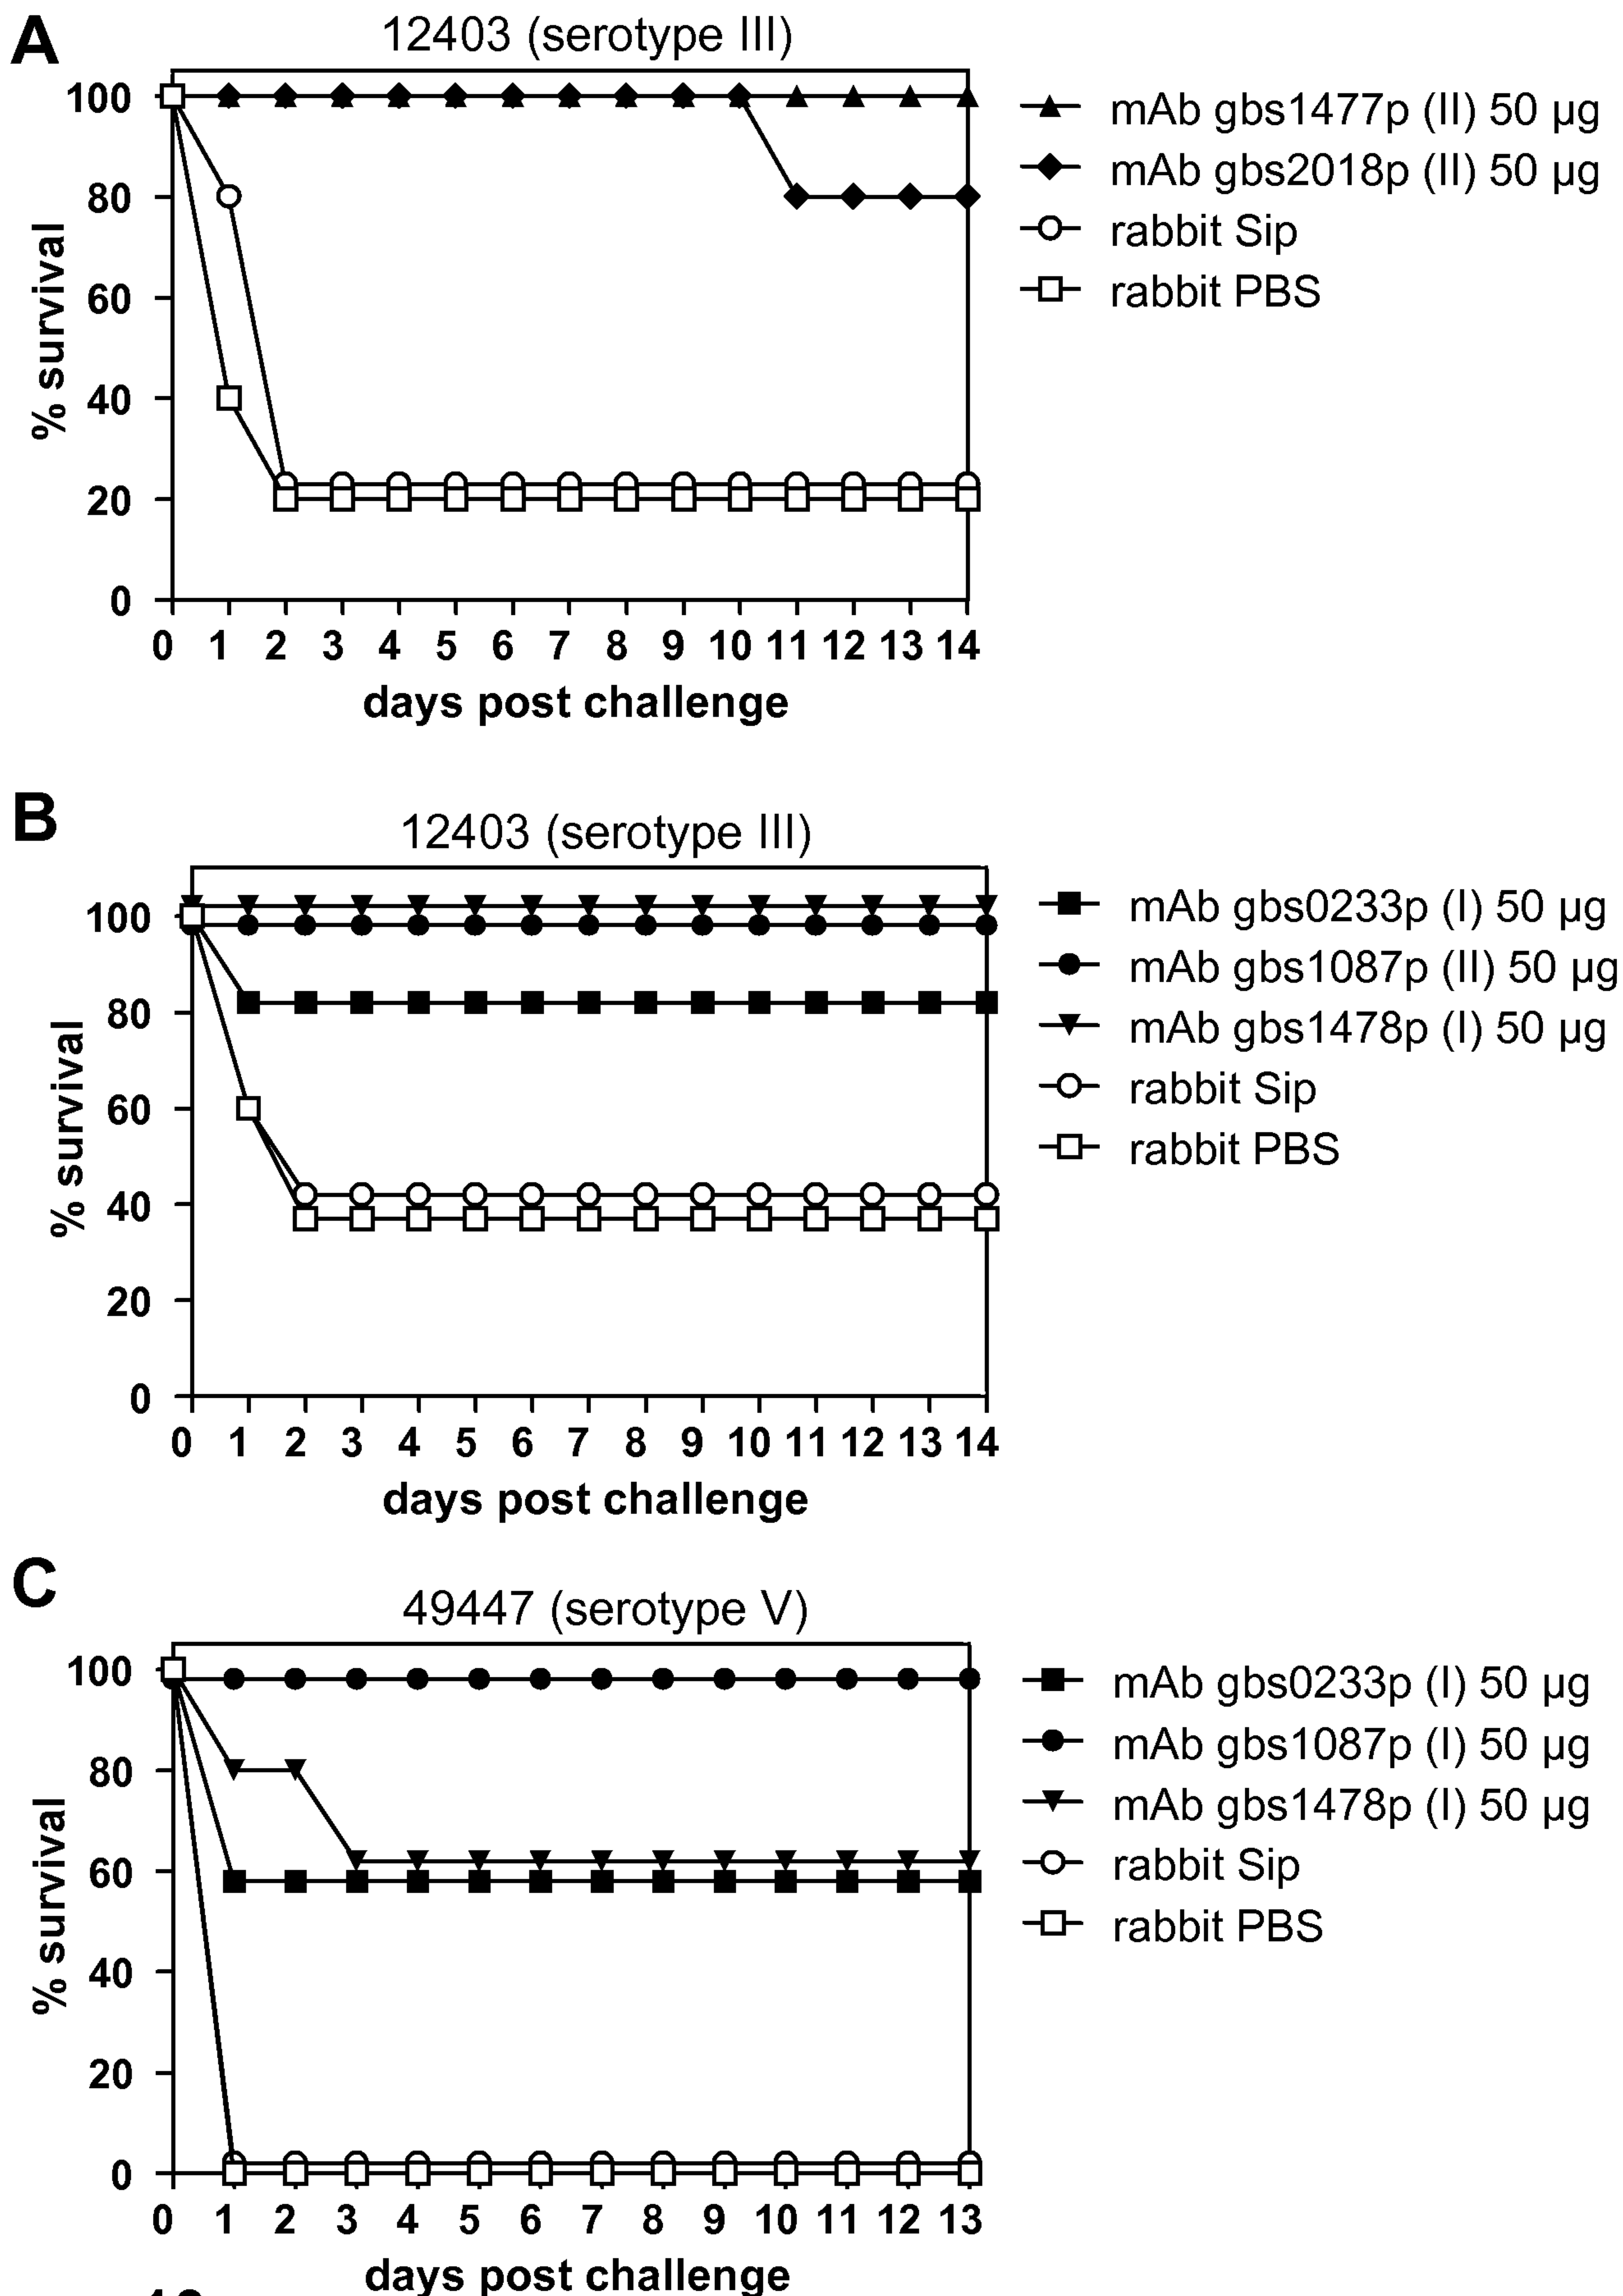 A
12403 (serotype III)
100
80
60
40
20
0
% survival
0 1 2 3 4 5 6 7 8 9 10 11 12 13 14
days post challenge
mAb gbs1477p (II) 50 µg
mAb gbs2018p (II) 50 µg
rabbit Sip
rabbit PBS
B
12403 (serotype III)
100
80
60
40
20
0
% survival
0 1 2 3 4 5 6 7 8 9 10 11 12 13 14
days post challenge
mAb gbs0233p (I) 50 µg
mAb gbs1087p (II) 50 µg
mAb gbs1478p (I) 50 µg
rabbit Sip
rabbit PBS
C
49447 (serotype V)
100
80
60
40
20
0
% survival
0 1 2 3 4 5 6 7 8 9 10 11 12 13
days post challenge
mAb gbs0233p (I) 50 µg
mAb gbs1087p (I) 50 µg
mAb gbs1478p (I) 50 µg
rabbit Sip
rabbit PBS